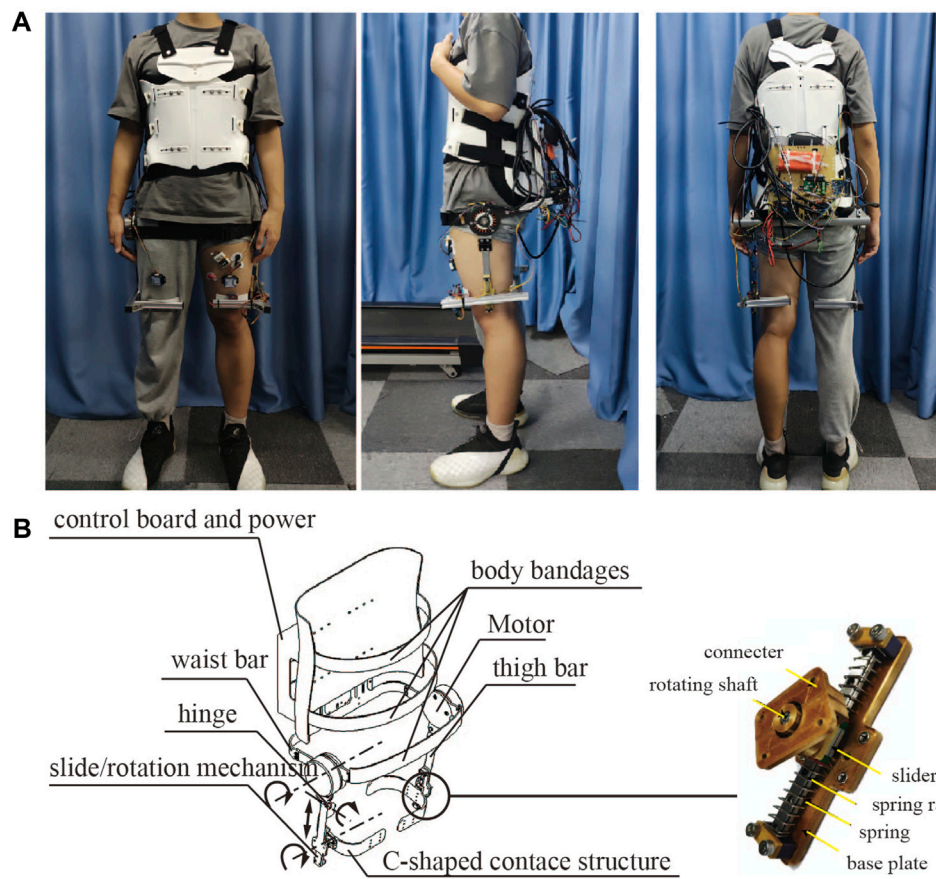 A
B
control board and power
body bandages
Motor
waist bar
thigh bar
hinge
slide/rotation mechanism
C-shaped contace structure
connecter
rotating shaft
slider
spring r
spring
base plate